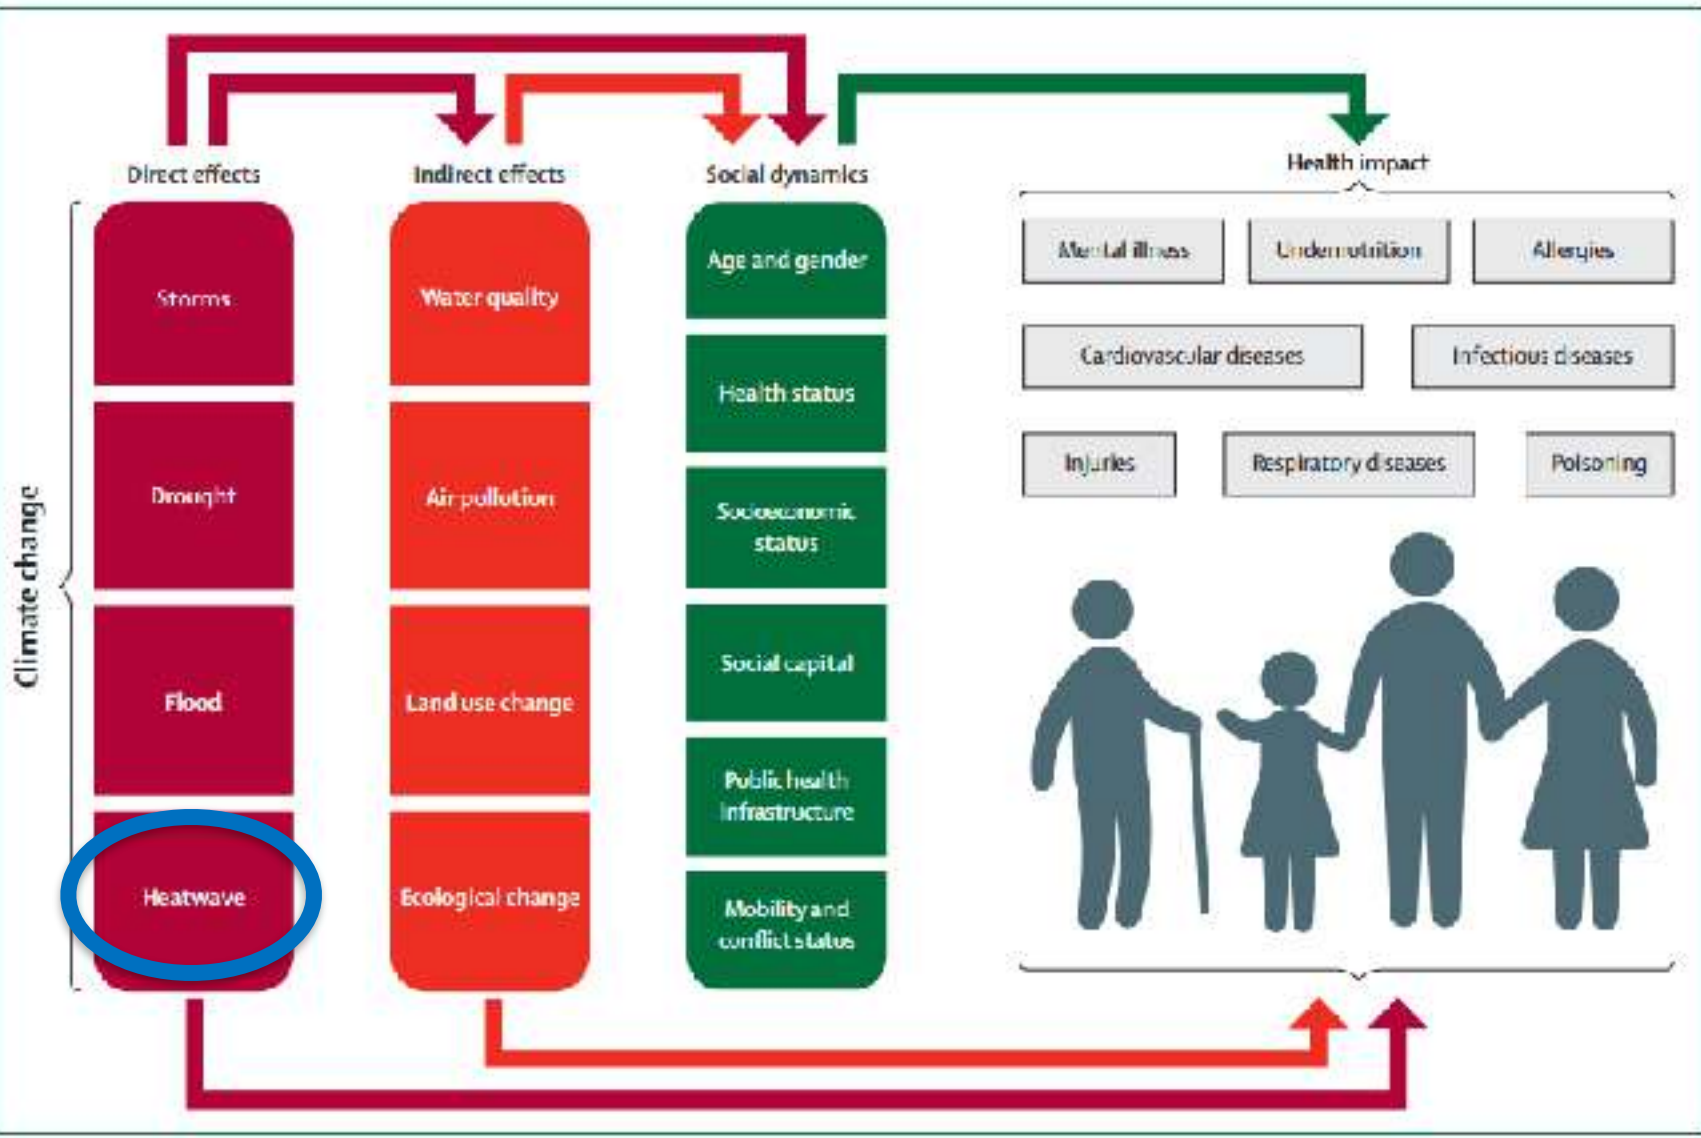 Climate change
Direct effects
Storms
Drought
Flood
Heatwave
Indirect effects
Water quality
Air pollution
Land use change
Ecological change
Social dynamics
Age and gender
Health status
Socioeconomic
status
Social capital
Public health
infrastructure
Mobility and
conflict status
Health impact
Mental illness
Undernutrition
Allergies
Cardiovascular diseases
Infectious diseases
Injuries
Respiratory diseases
Poisoning